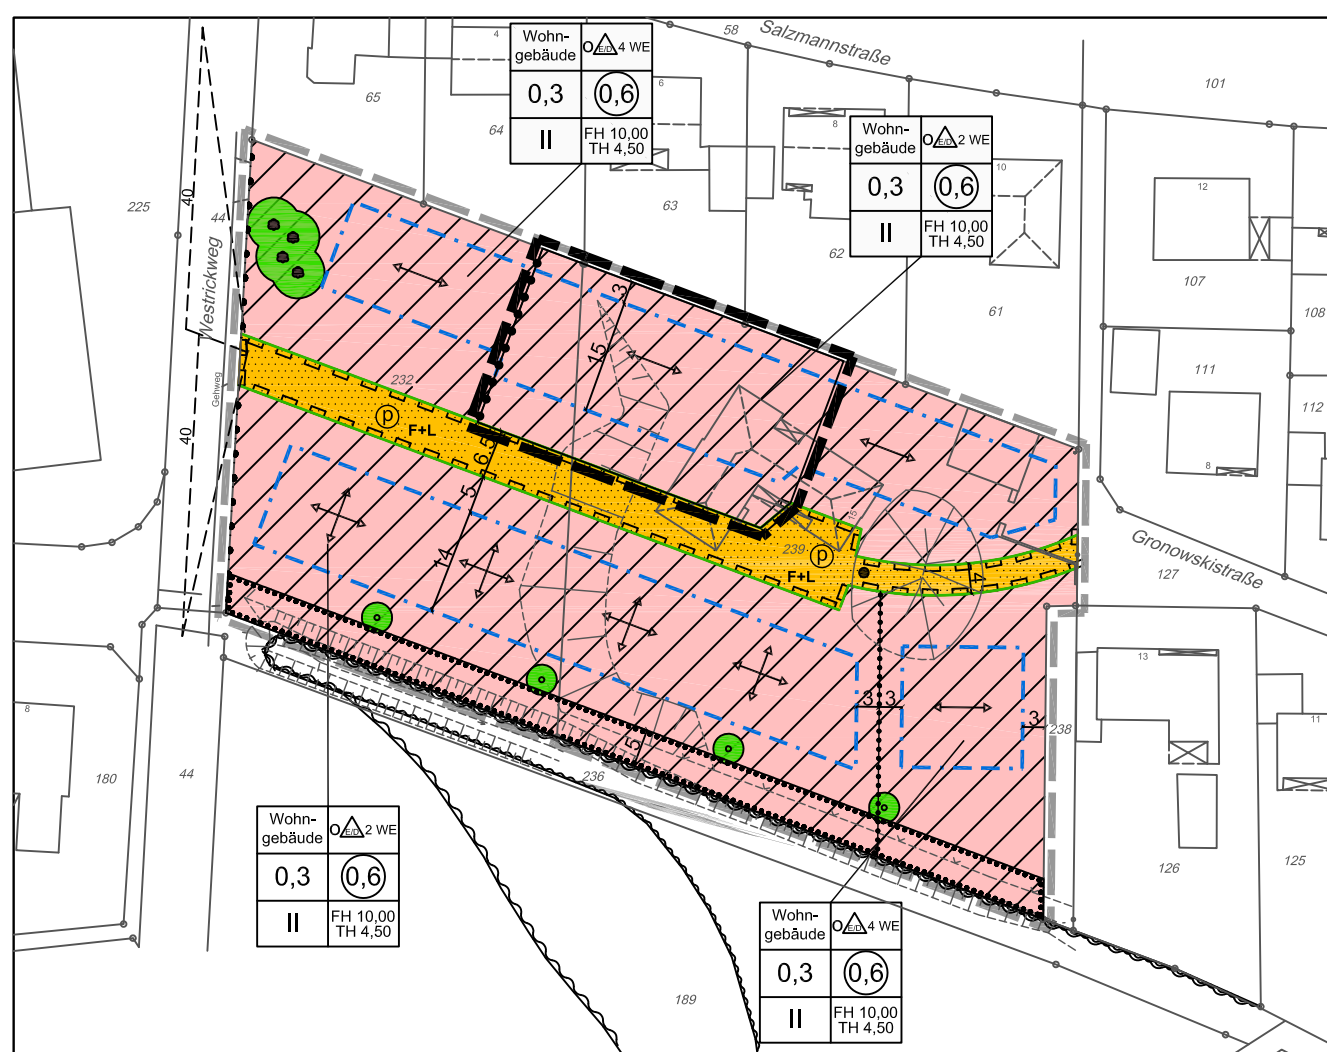 Wohn-
gebäude
O E/D 4 WE
0,3
0,6
II
FH 10,00
TH 4,50
4
6
58
Salzmannstraße
65
64
63
8
Wohn-
gebäude
O E/D 2 WE
0,3
0,6
II
FH 10,00
TH 4,50
10
62
61
101
12
107
108
111
112
8
225
40
44
Nestrickweg
Gehweg
40
232
3
15
p
F+L
6,5
5
14
15
239
p
F+L
4
Gronowskistraße
127
3
3
3
238
13
11
5
236
8
180
44
Wohn-
gebäude
O E/D 2 WE
0,3
0,6
II
FH 10,00
TH 4,50
189
Wohn-
gebäude
O E/D 4 WE
0,3
0,6
II
FH 10,00
TH 4,50
126
125